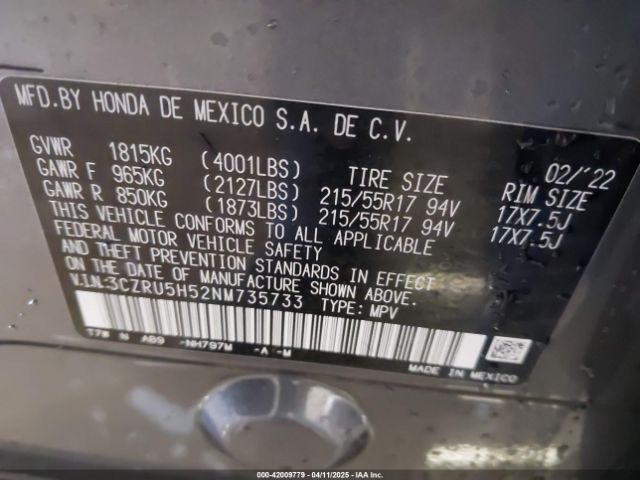 MFD.BY HONDA DE MEXICO S.A. DE C.V.
02/'22
GVWR 1815KG (4001LBS) TIRE SIZE RIM SIZE
GAWR F 965KG (2127LBS) 215/55R17 94V 17X7.5J
GAWR R 850KG (1873LBS) 215/55R17 94V 17X7.5J
THIS VEHICLE CONFORMS TO ALL APPLICABLE
FEDERAL MOTOR VEHICLE SAFETY
AND THEFT PREVENTION STANDARDS IN EFFECT
ON THE DATE OF MANUFACTURE SHOWN ABOVE.
V.I.N:3CZRU5H52NM735733 TYPE: MPV
T7W N AB9 -NH797M -A -M
MADE IN MEXICO
000-42009779 - 04/11/2025 - IAA Inc.